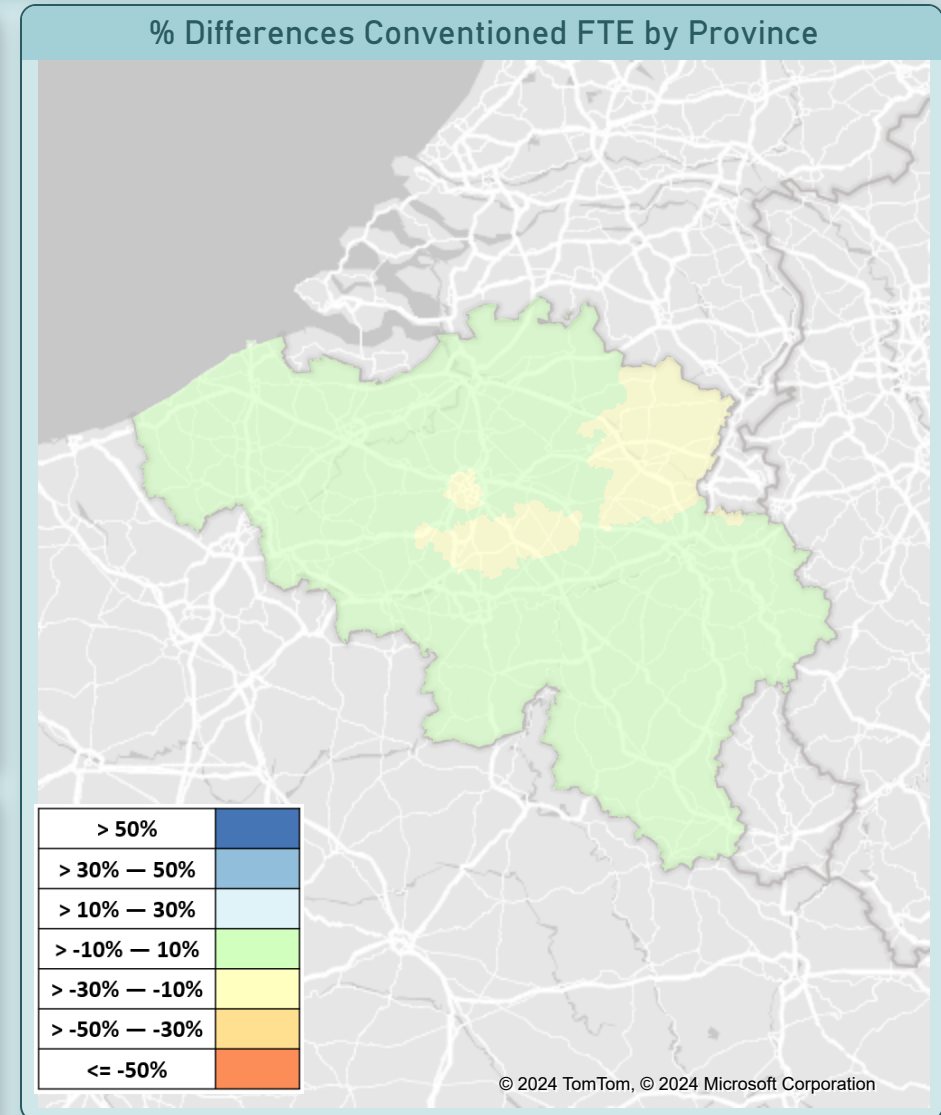 % Differences Conventioned FTE by Province
> 50%
> 30% — 50%
> 10% — 30%
> -10% — 10%
> -30% — -10%
> -50% — -30%
<= -50%
© 2024 TomTom, © 2024 Microsoft Corporation